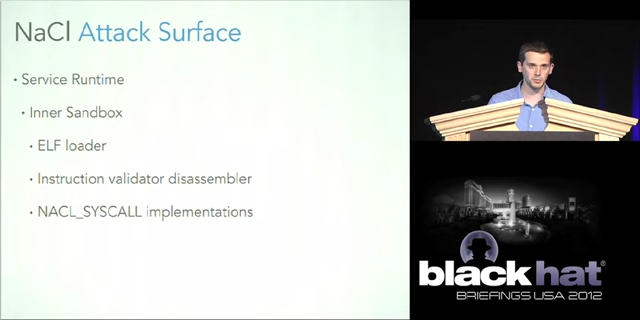 NaCl Attack Surface
• Service Runtime
• Inner Sandbox
• ELF loader
• Instruction validator disassembler
• NACL_SYSCALL implementations
black hat®
BRIEFINGS USA 2012